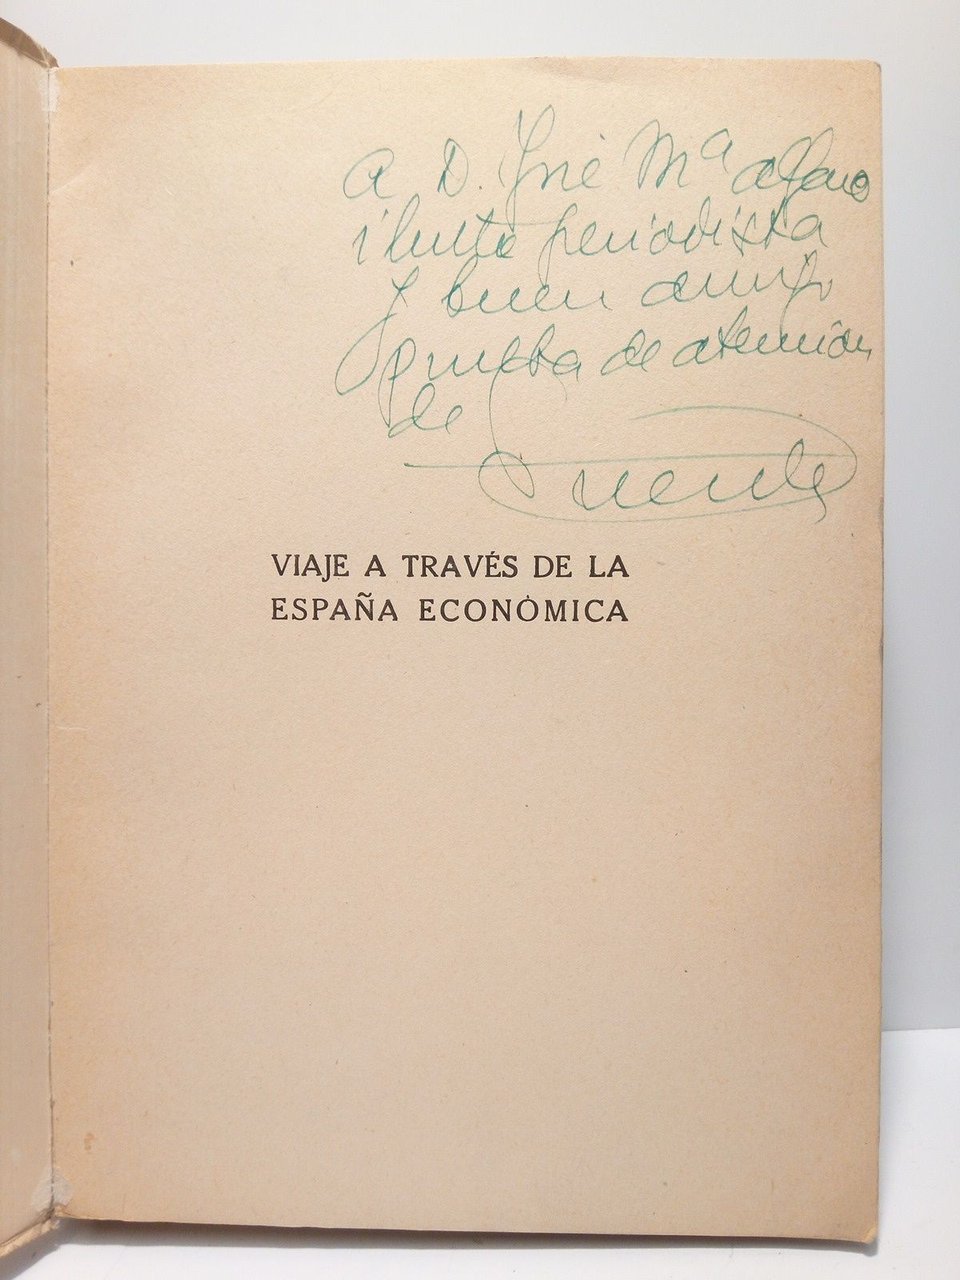 A D. José Mª Alfaro
ilustre periodista
y buen amigo
prueba de atención
de
VIAJE A TRAVÉS DE LA
ESPAÑA ECONÓMICA